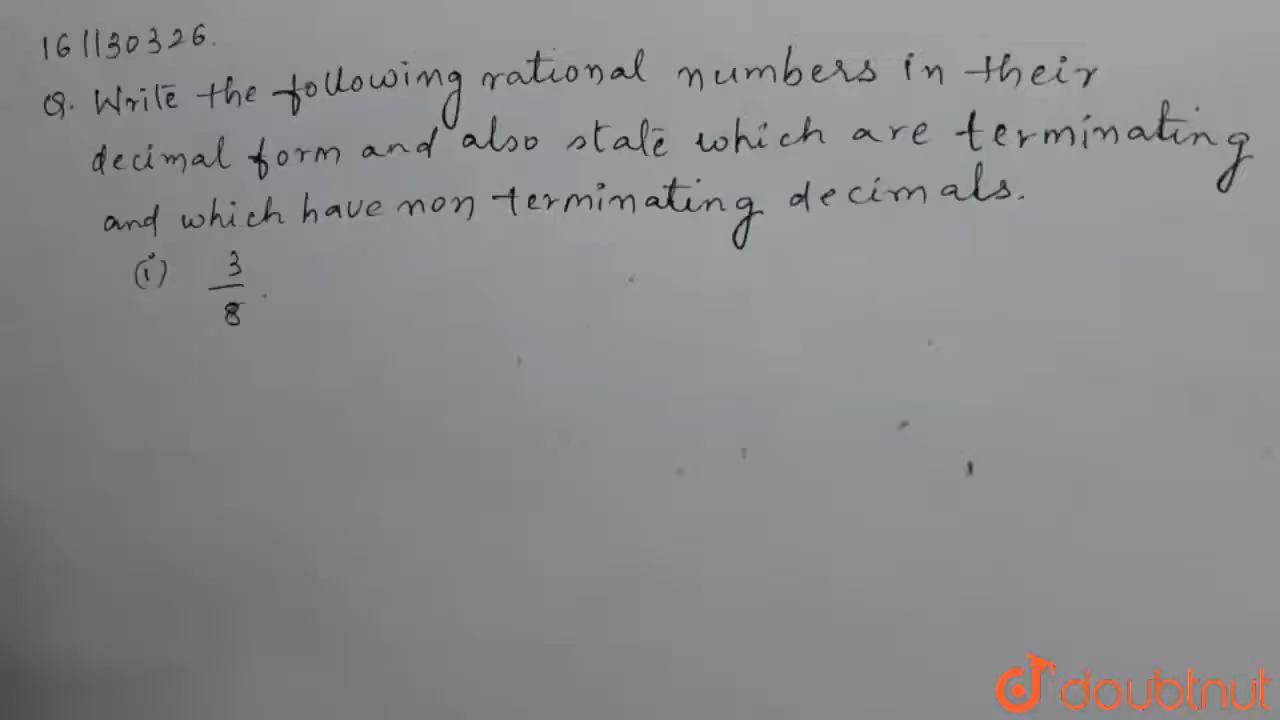 161130326.
Q. Write the following rational numbers in their
decimal form and also state which are terminating
and which have non terminating decimals.
(i) 3/8.
doubtnut